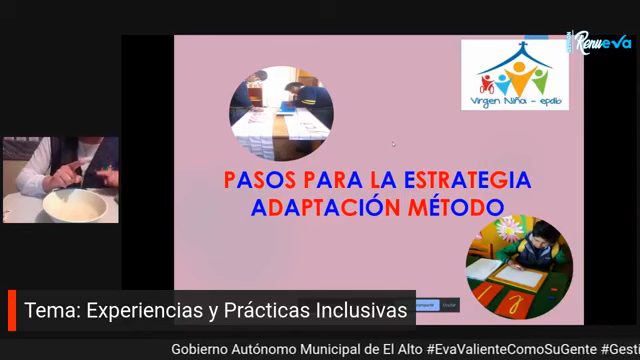 Renueva
Virgen Niña - epdb
PASOS PARA LA ESTRATEGIA
ADAPTACIÓN MÉTODO
Tema: Experiencias y Prácticas Inclusivas
Gobierno Autónomo Municipal de El Alto #EvaValienteComoSuGente #Gesti